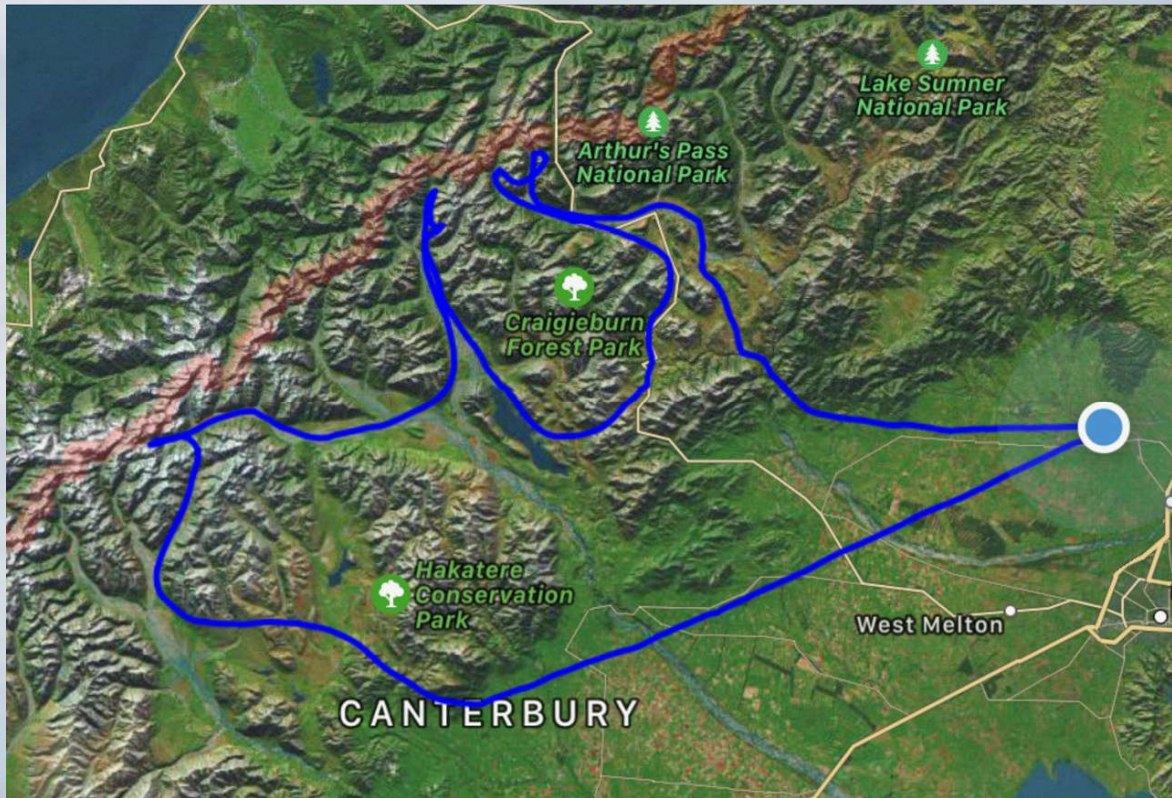 Lake Sumner
National Park
Arthur's Pass
National Park
Craigieburn
Forest Park
Hakatere
Conservation
Park
West Melton
CANTERBURY